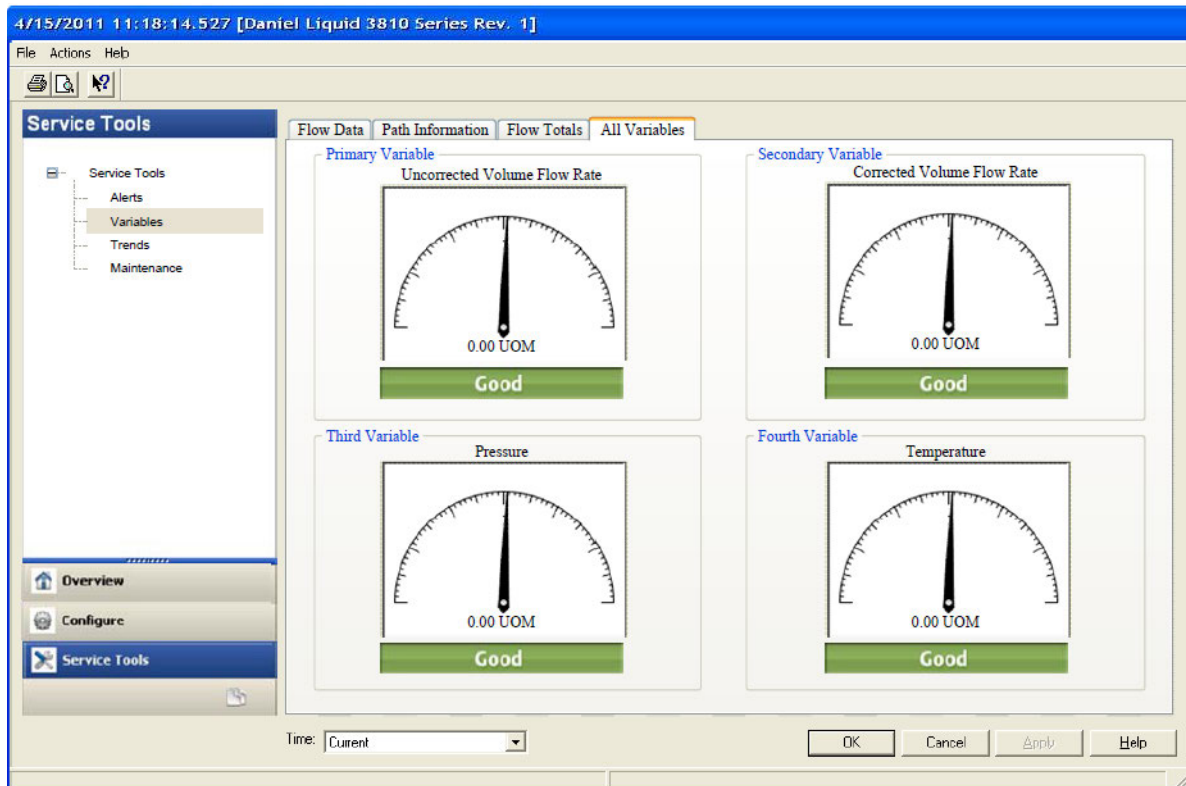 4/15/2011 11:18:14.527 [Daniel Liquid 3810 Series Rev. 1]
File Actions Help
Service Tools
Service Tools
Alerts
Variables
Trends
Maintenance
Overview
Configure
Service Tools
Flow Data Path Information Flow Totals All Variables
Primary Variable
Uncorrected Volume Flow Rate
0.00 UOM
Good
Secondary Variable
Corrected Volume Flow Rate
0.00 UOM
Good
Third Variable
Pressure
0.00 UOM
Good
Fourth Variable
Temperature
0.00 UOM
Good
Time: Current
OK Cancel Apply Help